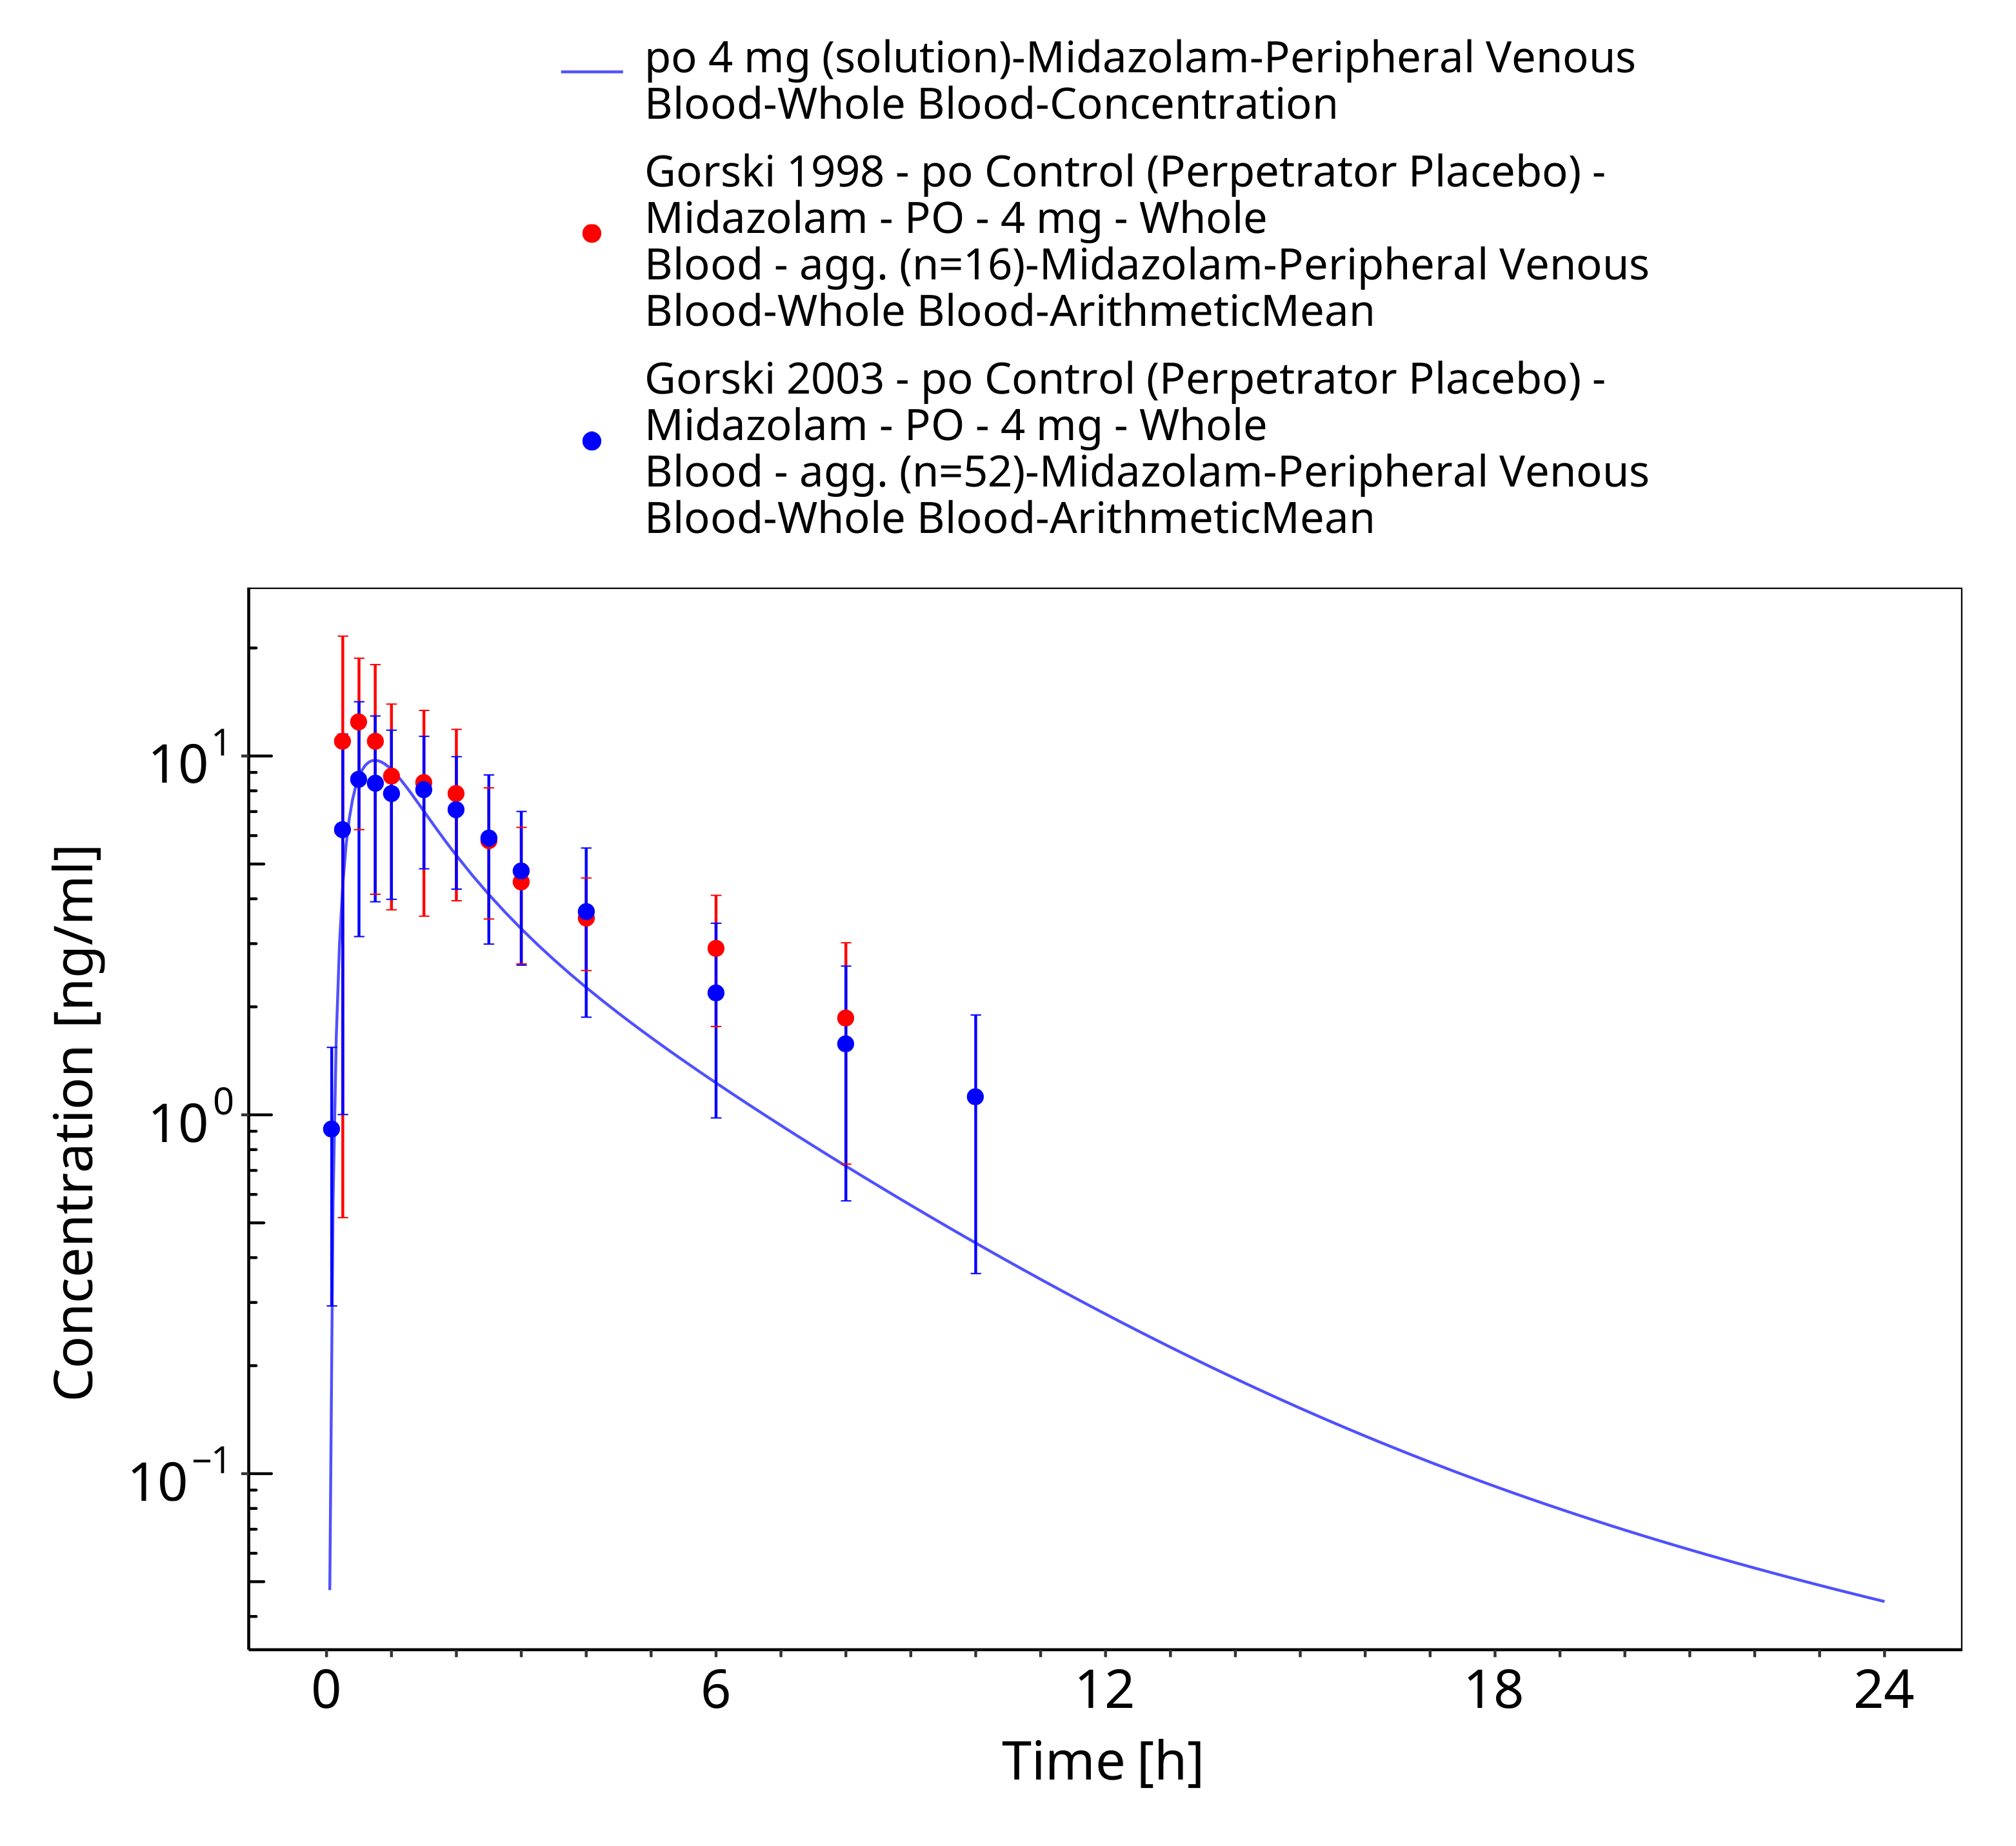 po 4 mg (solution)-Midazolam-Peripheral Venous
Blood-Whole Blood-Concentration
Gorski 1998 - po Control (Perpetrator Placebo) -
Midazolam - PO - 4 mg - Whole
Blood - agg. (n=16)-Midazolam-Peripheral Venous
Blood-Whole Blood-ArithmeticMean
Gorski 2003 - po Control (Perpetrator Placebo) -
Midazolam - PO - 4 mg - Whole
Blood - agg. (n=52)-Midazolam-Peripheral Venous
Blood-Whole Blood-ArithmeticMean
Concentration [ng/ml]
10¹
10⁰
10⁻¹
0 6 12 18 24
Time [h]